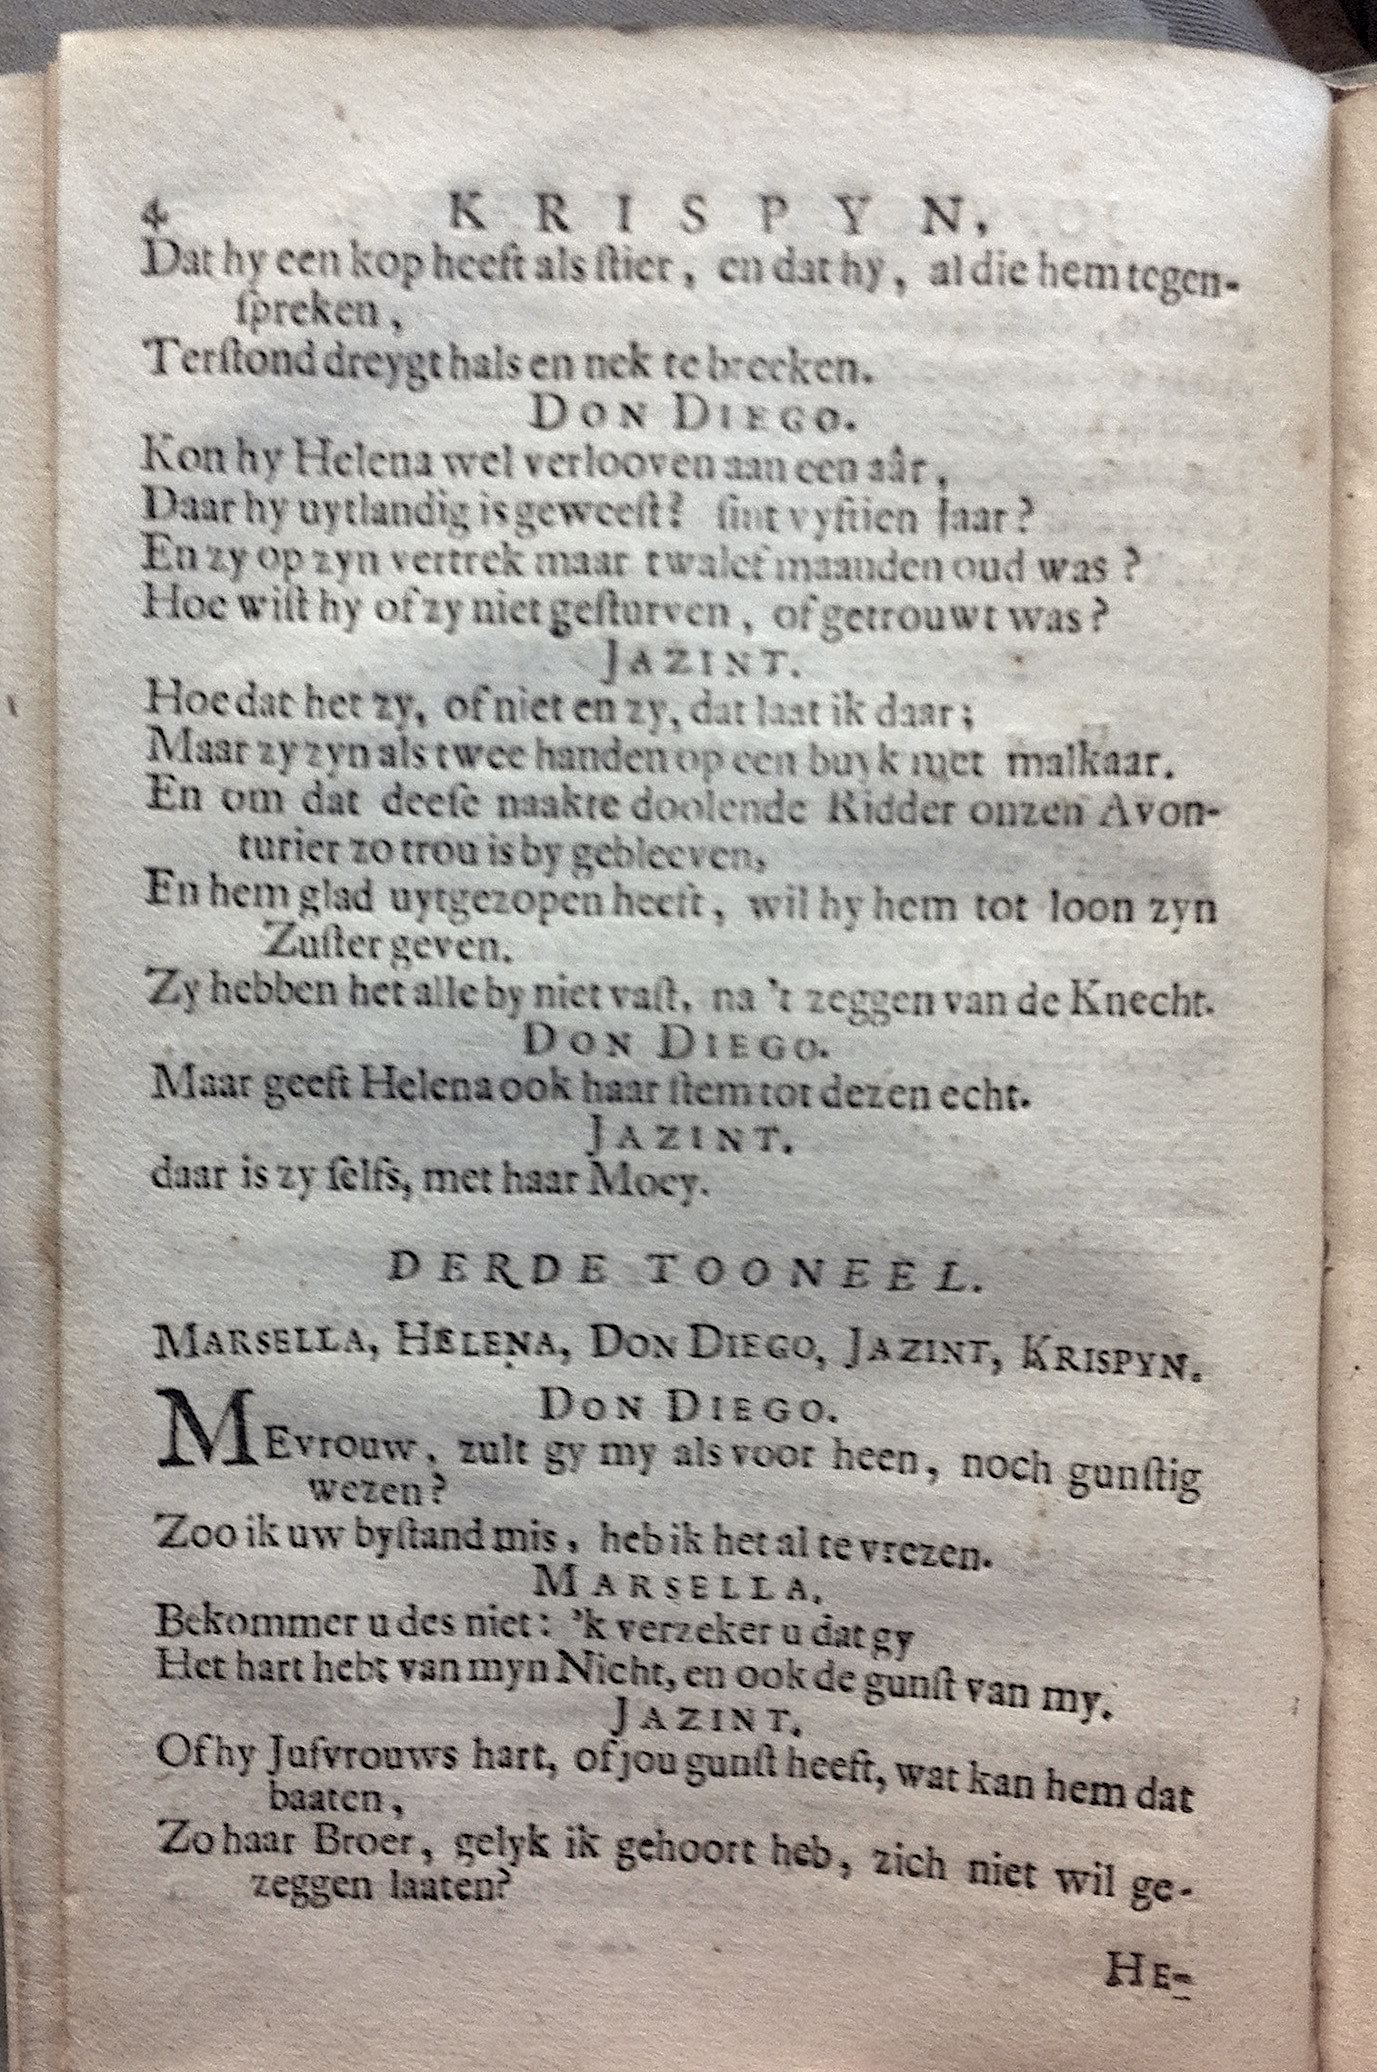 4 KRISPYN,
Dat hy een kop heeft als ſtier, en dat hy, al die hem tegen-
ſpreken,
Terſtond dreygt hals en nek te breeken.
DON DIEGO.
Kon hy Helena wel verlooven aan een aâr,
Daar hy uytlandig is geweeſt? ſint vyftien Jaar?
En zy op zyn vertrek maar twalef maanden oud was?
Hoe wiſt hy of zy niet geſturven, of getrouwt was?
JAZINT.
Hoe dat het zy, of niet en zy, dat laat ik daar;
Maar zy zyn als twee handen op een buyk met malkaar.
En om dat deeſe naakte doolende Ridder onzen Avon-
turier zo trou is by gebleeven,
En hem glad uytgezopen heeft, wil hy hem tot loon zyn
Zuſter geven.
Zy hebben het alle by niet vaſt, na 't zeggen van de Knecht.
DON DIEGO.
Maar geeft Helena ook haar ſtem tot dezen echt.
JAZINT.
daar is zy ſelfs, met haar Moey.
DERDE TOONEEL.
MARSELLA, HELENA, DON DIEGO, JAZINT, KRISPYN.
DON DIEGO.
MEvrouw, zult gy my als voor heen, noch gunſtig
wezen?
Zoo ik uw byſtand mis, heb ik het al te vrezen.
MARSELLA.
Bekommer u des niet: 'k verzeker u dat gy
Het hart hebt van myn Nicht, en ook de gunſt van my.
JAZINT.
Of hy Juſvrouws hart, of jou gunſt heeft, wat kan hem dat
baaten,
Zo haar Broer, gelyk ik gehoort heb, zich niet wil ge-
zeggen laaten?
HE-